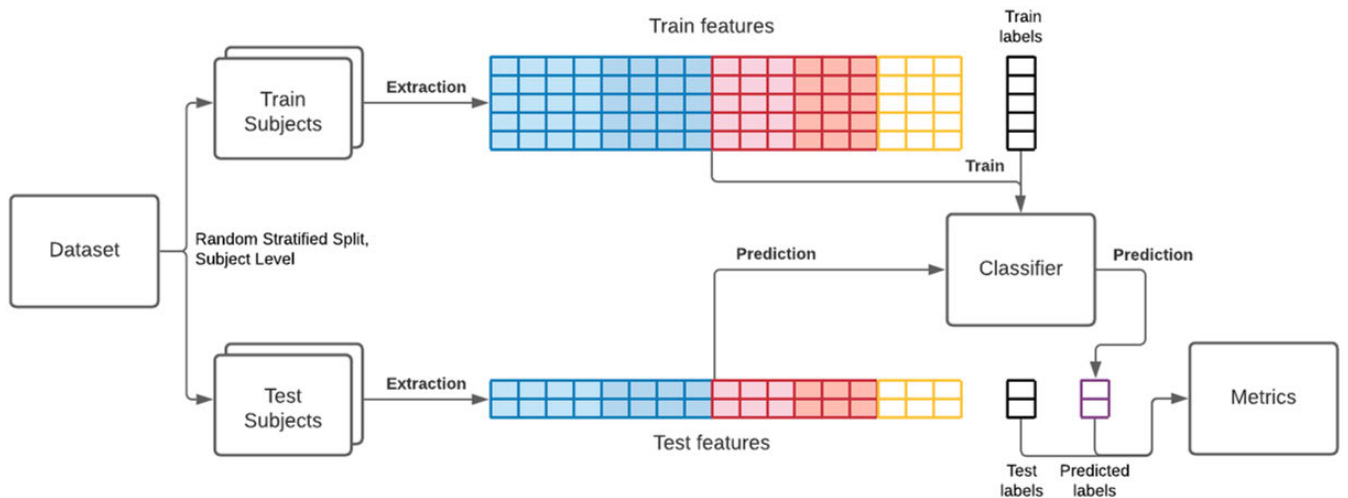 Train features
Train
labels
Train
Subjects
Extraction
Train
Dataset
Random Stratified Split,
Subject Level
Prediction
Classifier
Prediction
Test
Subjects
Extraction
Metrics
Test features
Test
labels
Predicted
labels